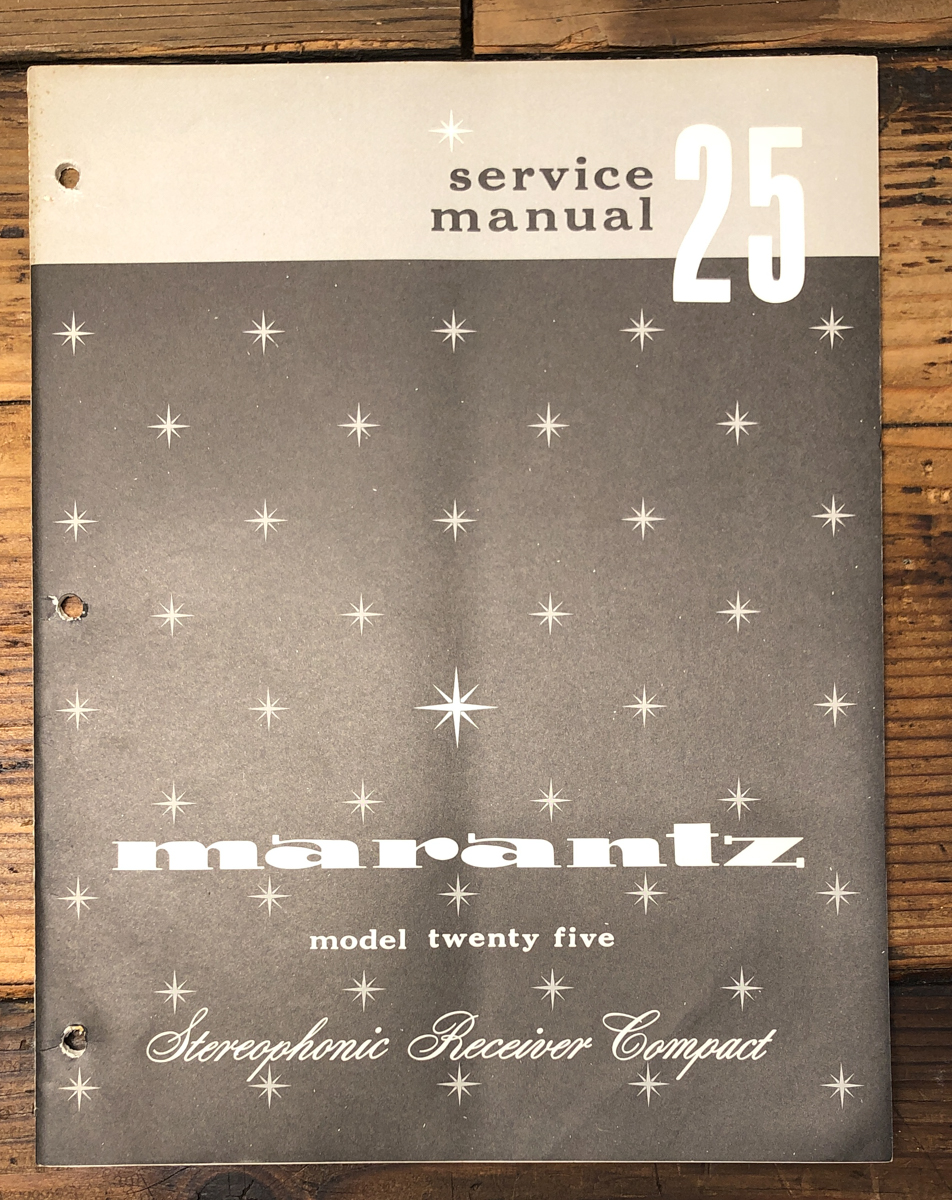 service
manual
25
marantz
model twenty five
Stereophonic Receiver Compact